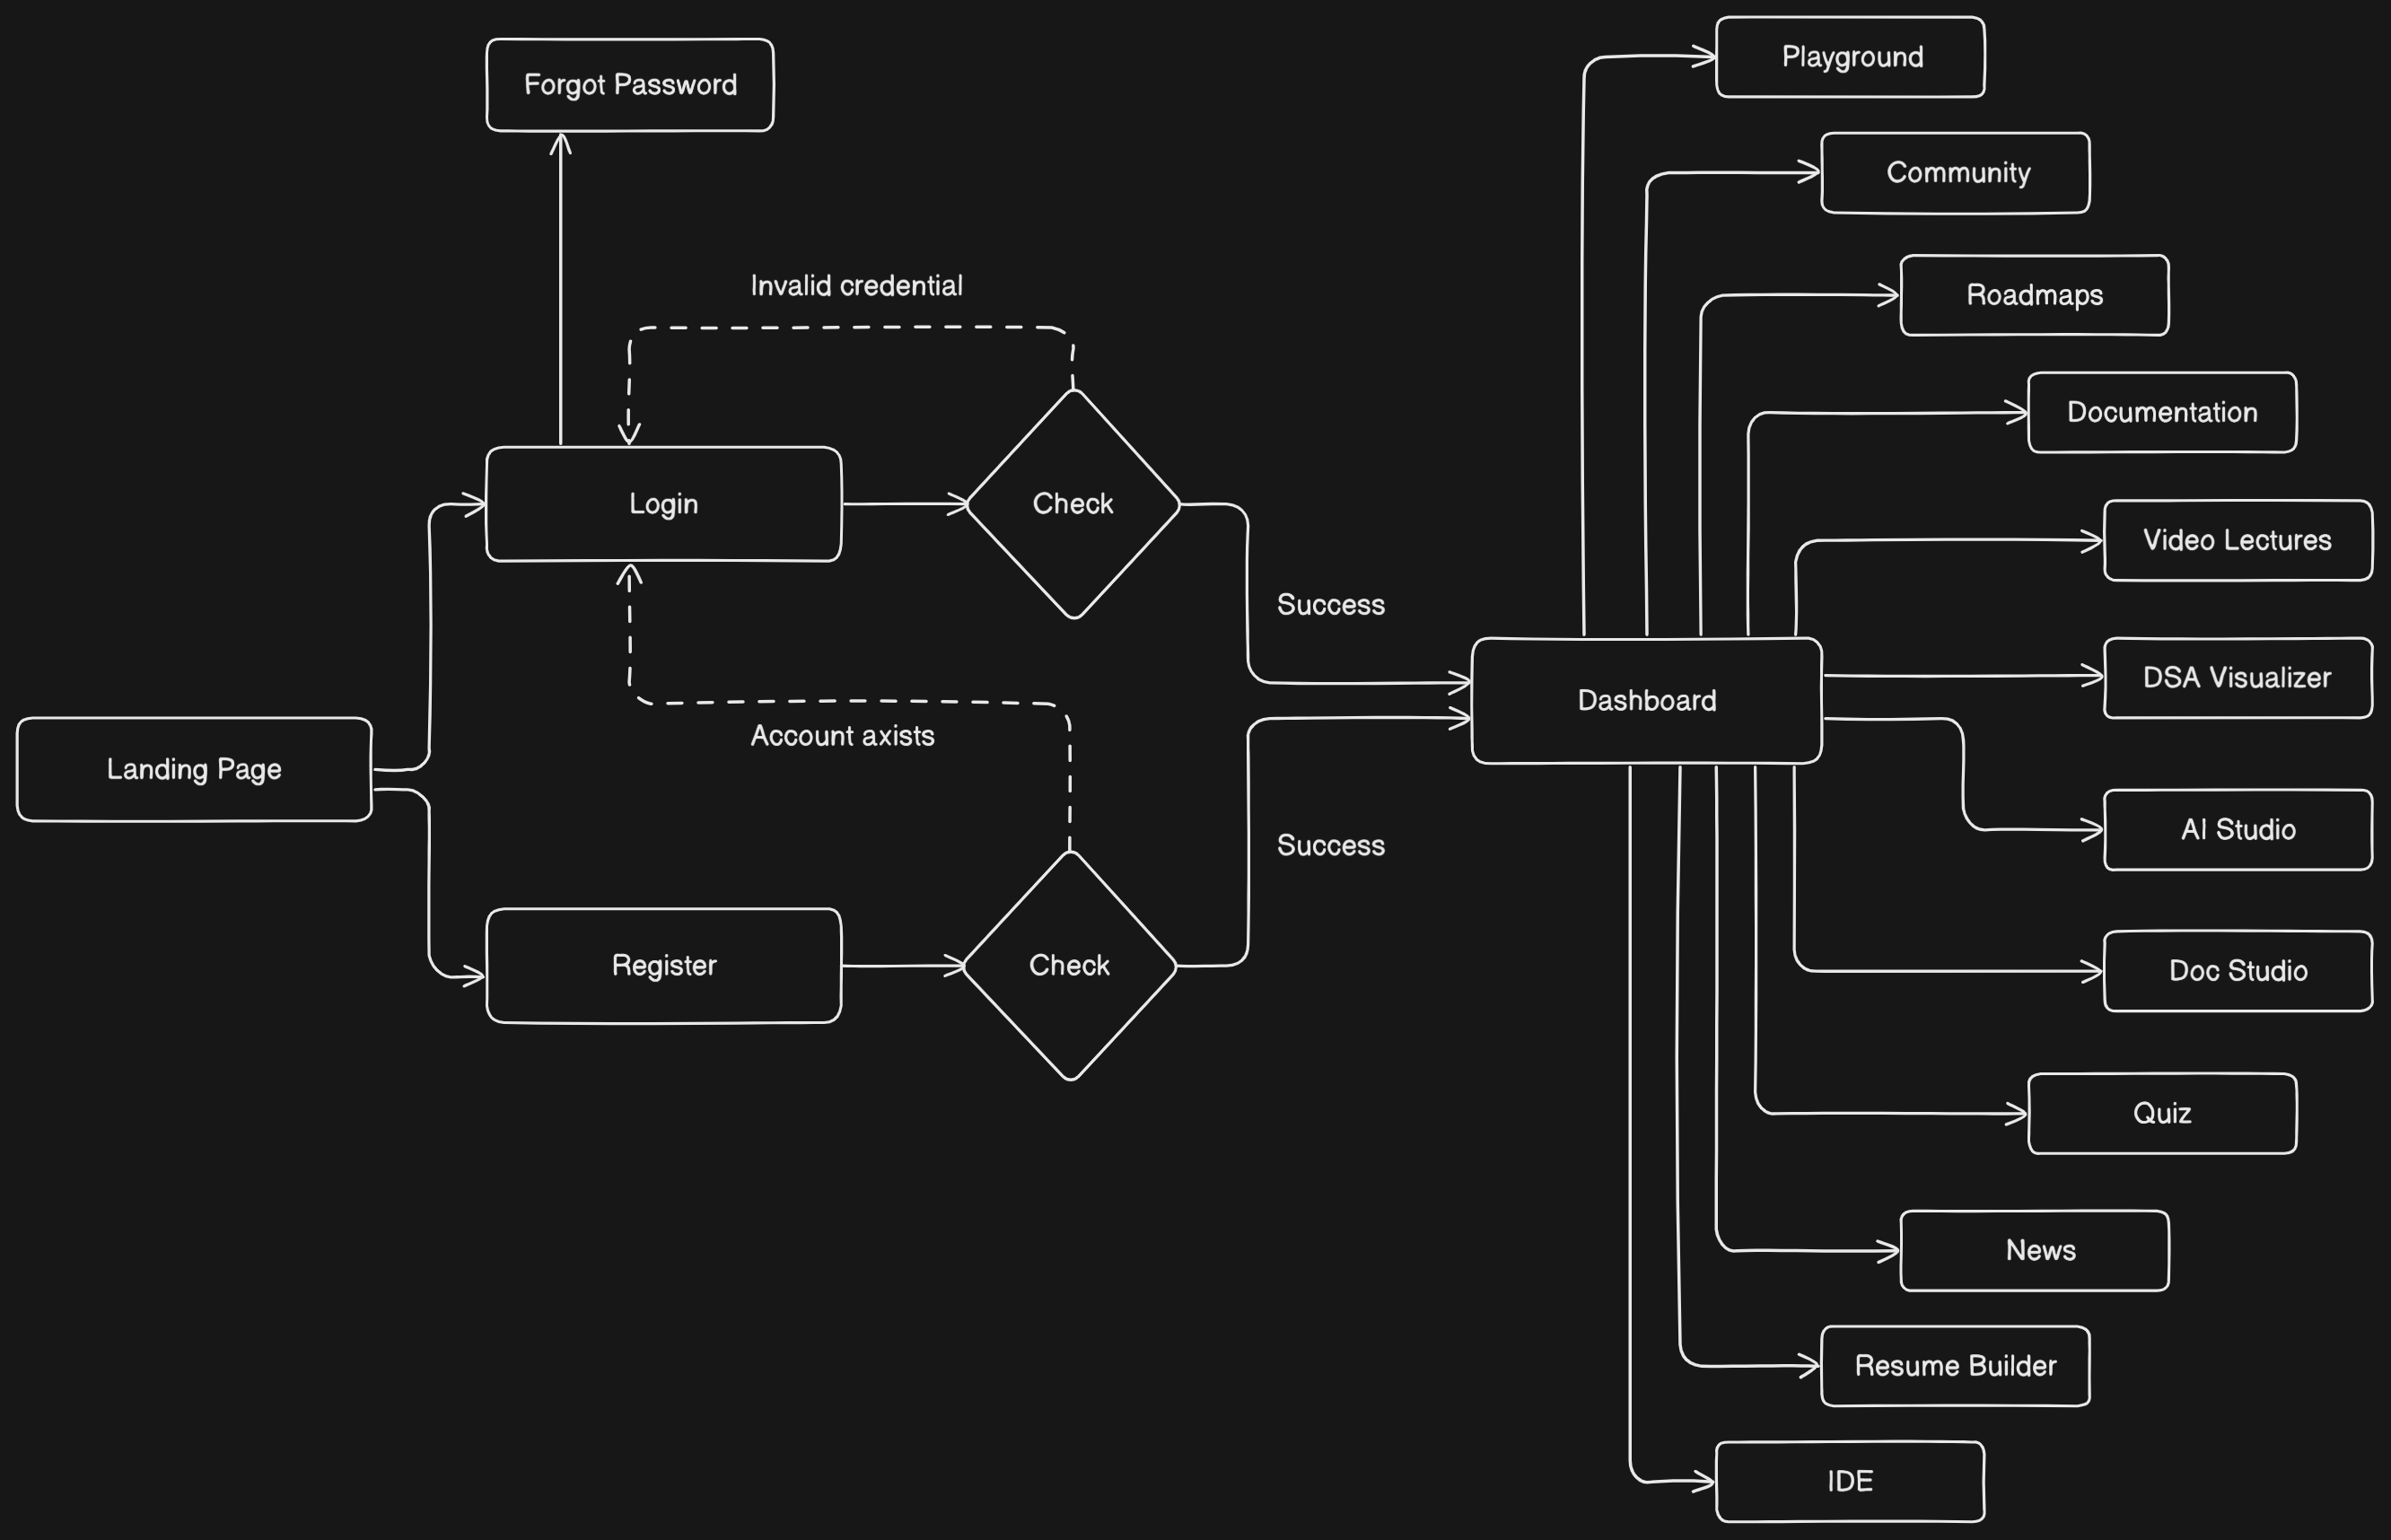 Forgot Password
Invalid credential
Login
Check
Success
Account axists
Landing Page
Register
Check
Success
Dashboard
Playground
Community
Roadmaps
Documentation
Video Lectures
DSA Visualizer
AI Studio
Doc Studio
Quiz
News
Resume Builder
IDE